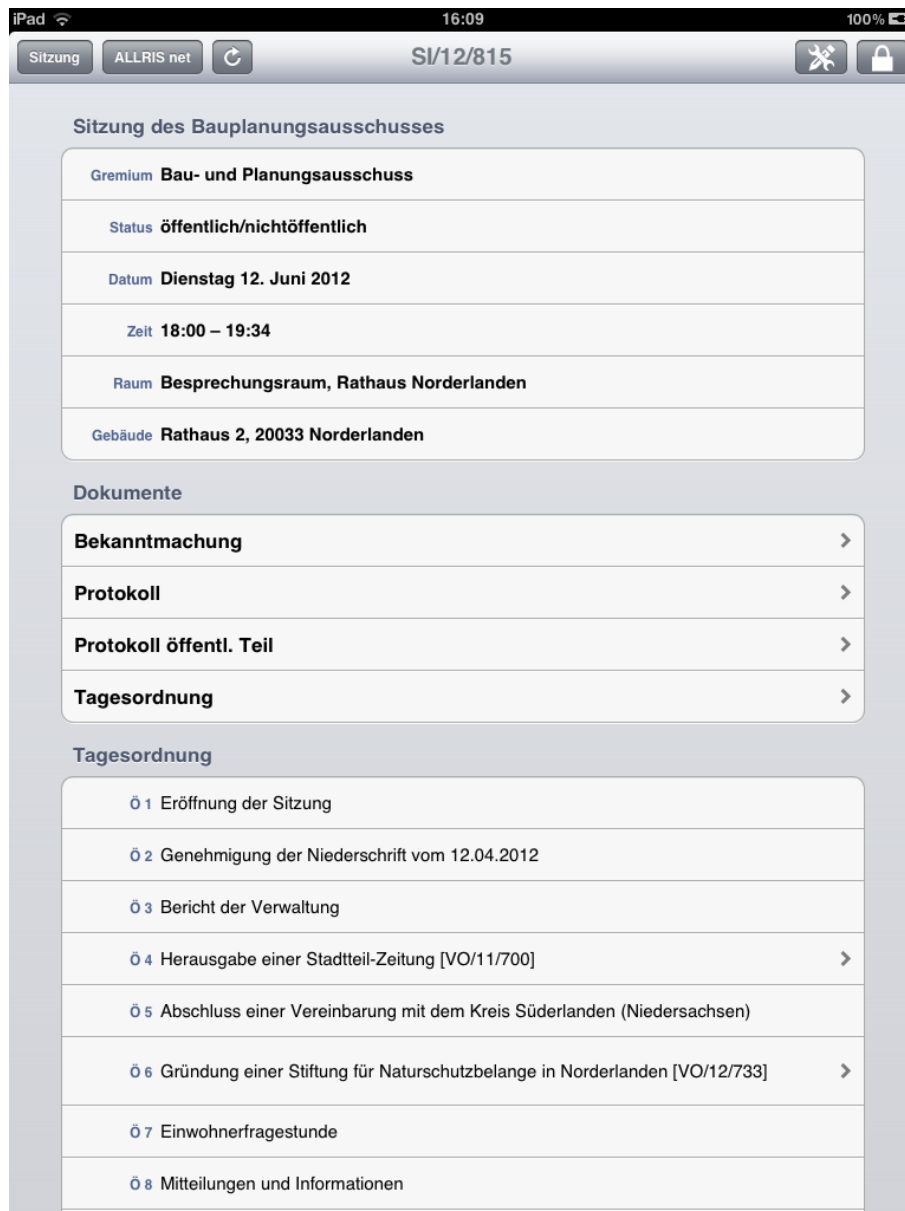 iPad 16:09 100%
Sitzung ALLRIS net SI/12/815
Sitzung des Bauplanungsausschusses
Gremium Bau- und Planungsausschuss
Status öffentlich/nichtöffentlich
Datum Dienstag 12. Juni 2012
Zeit 18:00 – 19:34
Raum Besprechungsraum, Rathaus Norderlanden
Gebäude Rathaus 2, 20033 Norderlanden
Dokumente
Bekanntmachung
Protokoll
Protokoll öffentl. Teil
Tagesordnung
Tagesordnung
Ö 1 Eröffnung der Sitzung
Ö 2 Genehmigung der Niederschrift vom 12.04.2012
Ö 3 Bericht der Verwaltung
Ö 4 Herausgabe einer Stadtteil-Zeitung [VO/11/700]
Ö 5 Abschluss einer Vereinbarung mit dem Kreis Süderlanden (Niedersachsen)
Ö 6 Gründung einer Stiftung für Naturschutzbelange in Norderlanden [VO/12/733]
Ö 7 Einwohnerfragestunde
Ö 8 Mitteilungen und Informationen